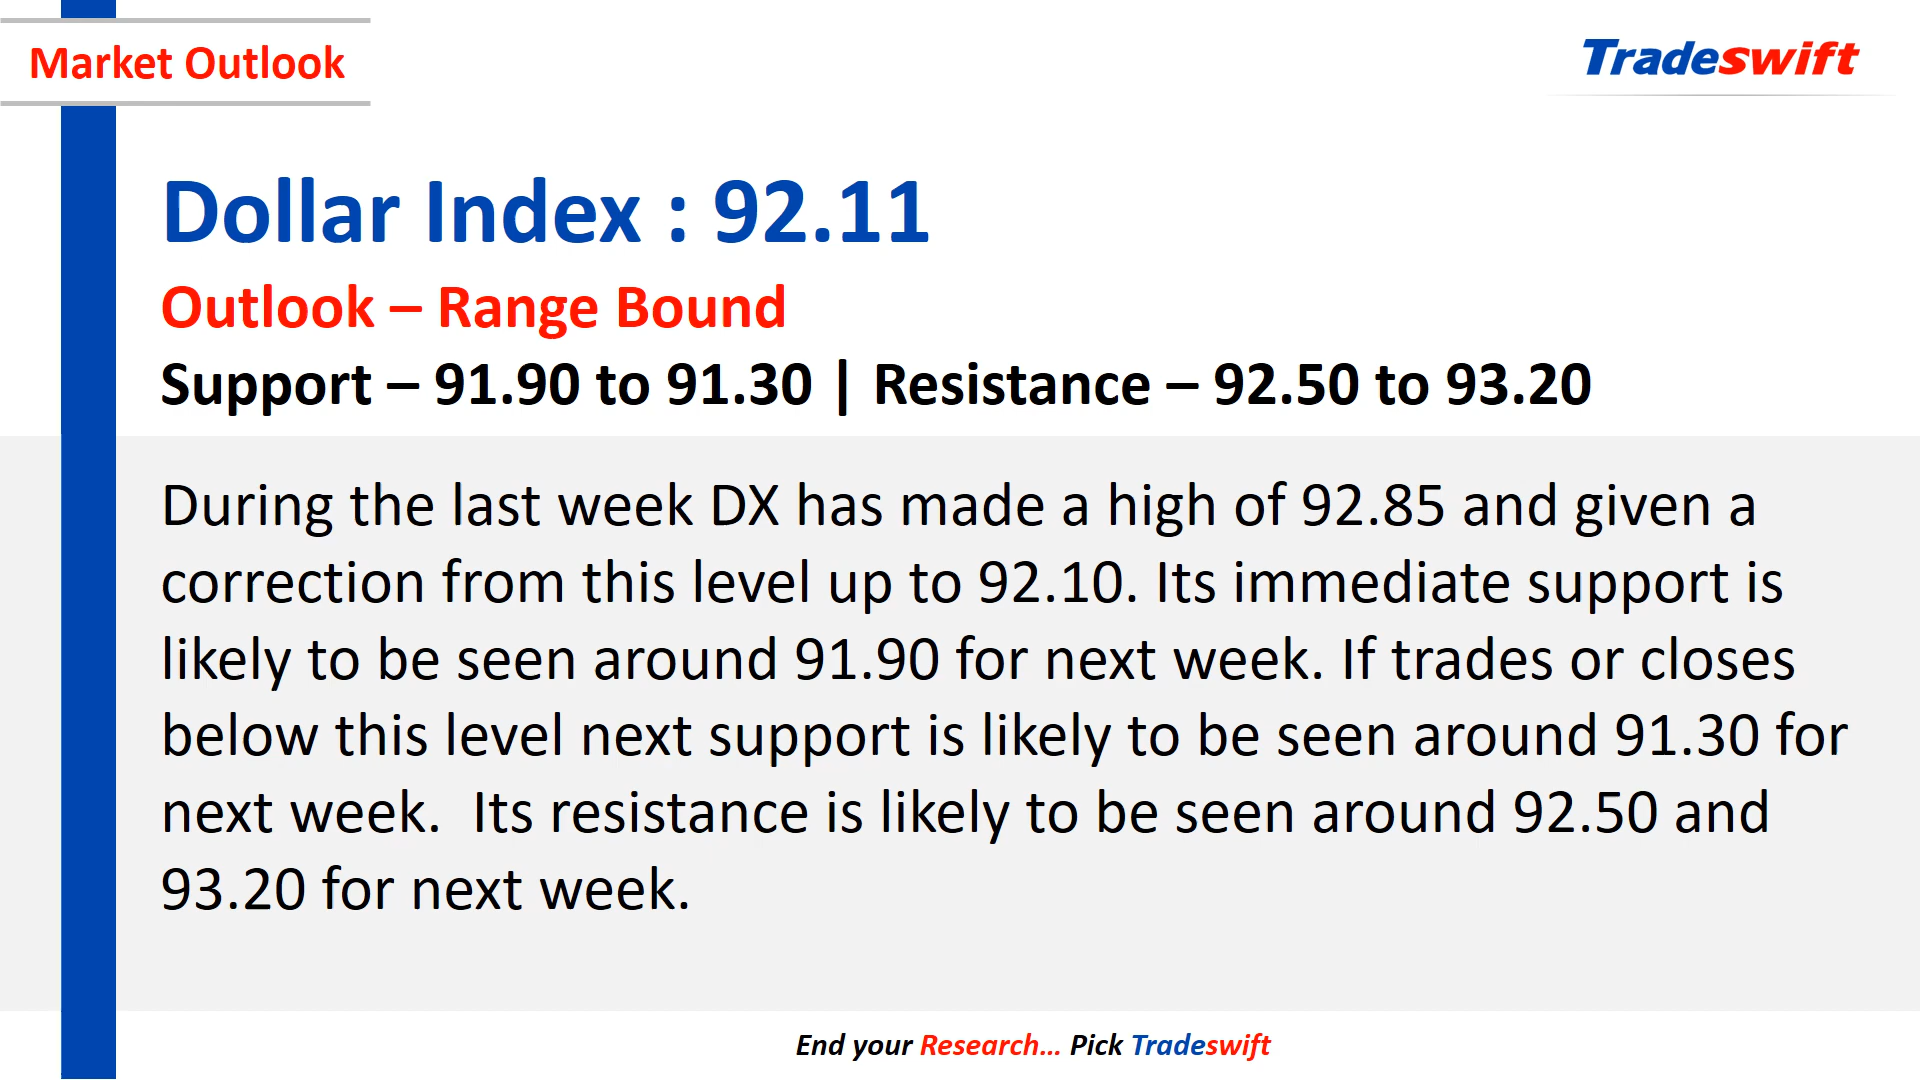 Market Outlook
Tradeswift
Dollar Index : 92.11
Outlook – Range Bound
Support – 91.90 to 91.30 | Resistance – 92.50 to 93.20
During the last week DX has made a high of 92.85 and given a
correction from this level up to 92.10. Its immediate support is
likely to be seen around 91.90 for next week. If trades or closes
below this level next support is likely to be seen around 91.30 for
next week.  Its resistance is likely to be seen around 92.50 and
93.20 for next week.
End your Research... Pick Tradeswift